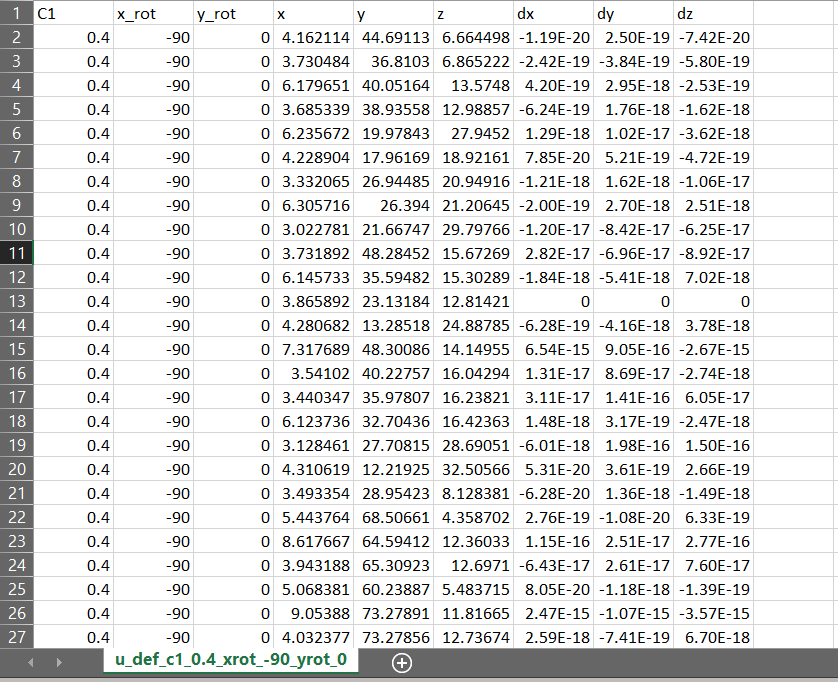 1 C1 x_rot y_rot x y z dx dy dz
2 0.4 -90 0 4.162114 44.69113 6.664498 -1.19E-20 2.50E-19 -7.42E-20
3 0.4 -90 0 3.730484 36.8103 6.865222 -2.42E-19 -3.84E-19 -5.80E-19
4 0.4 -90 0 6.179651 40.05164 13.5748 4.20E-19 2.95E-18 -2.53E-19
5 0.4 -90 0 3.685339 38.93558 12.98857 -6.24E-19 1.76E-18 -1.62E-18
6 0.4 -90 0 6.235672 19.97843 27.9452 1.29E-18 1.02E-17 -3.62E-18
7 0.4 -90 0 4.228904 17.96169 18.92161 7.85E-20 5.21E-19 -4.72E-19
8 0.4 -90 0 3.332065 26.94485 20.94916 -1.21E-18 1.62E-18 -1.06E-17
9 0.4 -90 0 6.305716 26.394 21.20645 -2.00E-19 2.70E-18 2.51E-18
10 0.4 -90 0 3.022781 21.66747 29.79766 -1.20E-17 -8.42E-17 -6.25E-17
11 0.4 -90 0 3.731892 48.28452 15.67269 2.82E-17 -6.96E-17 -8.92E-17
12 0.4 -90 0 6.145733 35.59482 15.30289 -1.84E-18 -5.41E-18 7.02E-18
13 0.4 -90 0 3.865892 23.13184 12.81421 0 0 0
14 0.4 -90 0 4.280682 13.28518 24.88785 -6.28E-19 -4.16E-18 3.78E-18
15 0.4 -90 0 7.317689 48.30086 14.14955 6.54E-15 9.05E-16 -2.67E-15
16 0.4 -90 0 3.54102 40.22757 16.04294 1.31E-17 8.69E-17 -2.74E-18
17 0.4 -90 0 3.440347 35.97807 16.23821 3.11E-17 1.41E-16 6.05E-17
18 0.4 -90 0 6.123736 32.70436 16.42363 1.48E-18 3.17E-19 -2.47E-18
19 0.4 -90 0 3.128461 27.70815 28.69051 -6.01E-18 1.98E-16 1.50E-16
20 0.4 -90 0 4.310619 12.21925 32.50566 5.31E-20 3.61E-19 2.66E-19
21 0.4 -90 0 3.493354 28.95423 8.128381 -6.28E-20 1.36E-18 -1.49E-18
22 0.4 -90 0 5.443764 68.50661 4.358702 2.76E-19 -1.08E-20 6.33E-19
23 0.4 -90 0 8.617667 64.59412 12.36033 1.15E-16 2.51E-17 2.77E-16
24 0.4 -90 0 3.943188 65.30923 12.6971 -6.43E-17 2.61E-17 7.60E-17
25 0.4 -90 0 5.068381 60.23887 5.483715 8.05E-20 -1.18E-18 -1.39E-19
26 0.4 -90 0 9.05388 73.27891 11.81665 2.47E-15 -1.07E-15 -3.57E-15
27 0.4 -90 0 4.032377 73.27856 12.73674 2.59E-18 -7.41E-19 6.70E-18
u_def_c1_0.4_xrot_-90_yrot_0